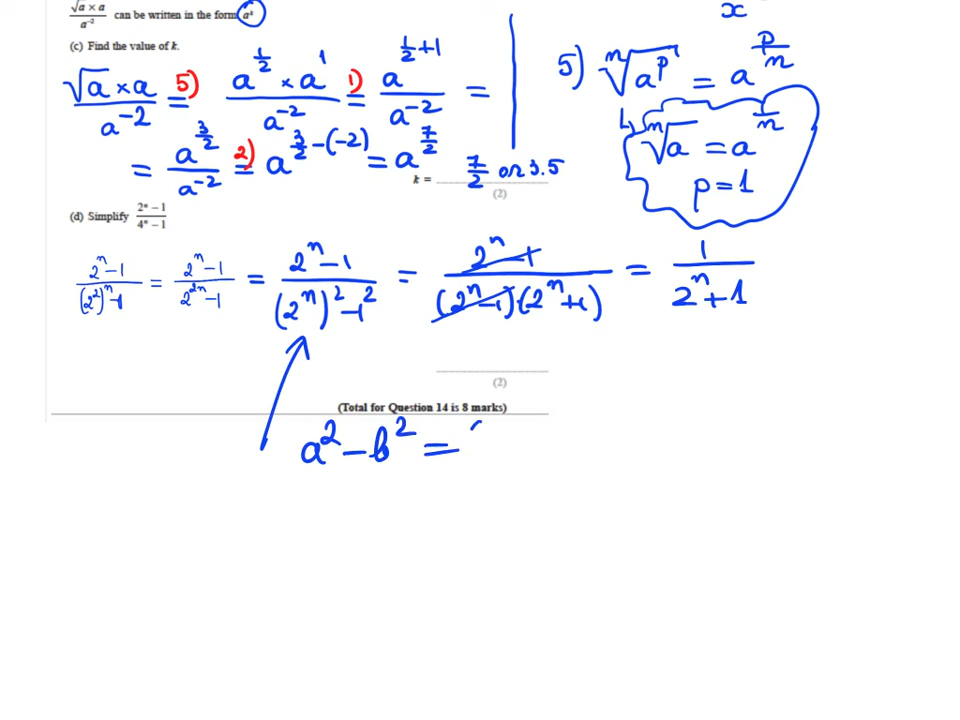 √a × a / a⁻² can be written in the form aᵏ
x
(c) Find the value of k.
√a × a / a⁻² = 5) a^(1/2) × a¹ / a⁻² = 1) a^(1/2+1) / a⁻² =
= a^(3/2) / a⁻² = 2) a^(3/2-(-2)) = a^(7/2)
k = 7/2 or 3.5
(2)
5) ⁿ√aᵖ = a^(p/n)
ⁿ√a = a^(1/n)
p = 1
(d) Simplify 2ⁿ – 1 / 4ⁿ – 1
2ⁿ-1 / (2²)ⁿ-1 = 2ⁿ-1 / 2²ⁿ-1 = 2ⁿ-1 / (2ⁿ)²-1² = 2ⁿ-1 / (2ⁿ-1)(2ⁿ+1) = 1 / 2ⁿ+1
(2)
(Total for Question 14 is 8 marks)
a² - b² =